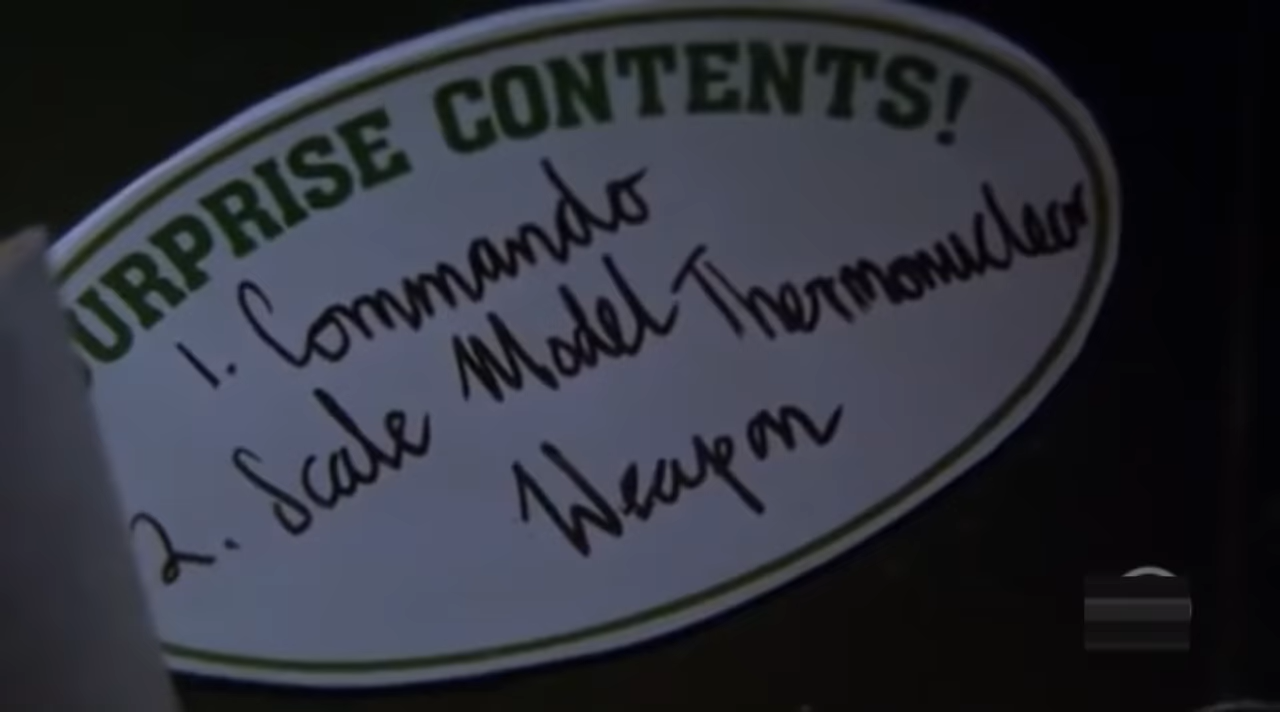 URPRISE CONTENTS!
1. Commando
2. Scale Model Thermonuclear
Weapon